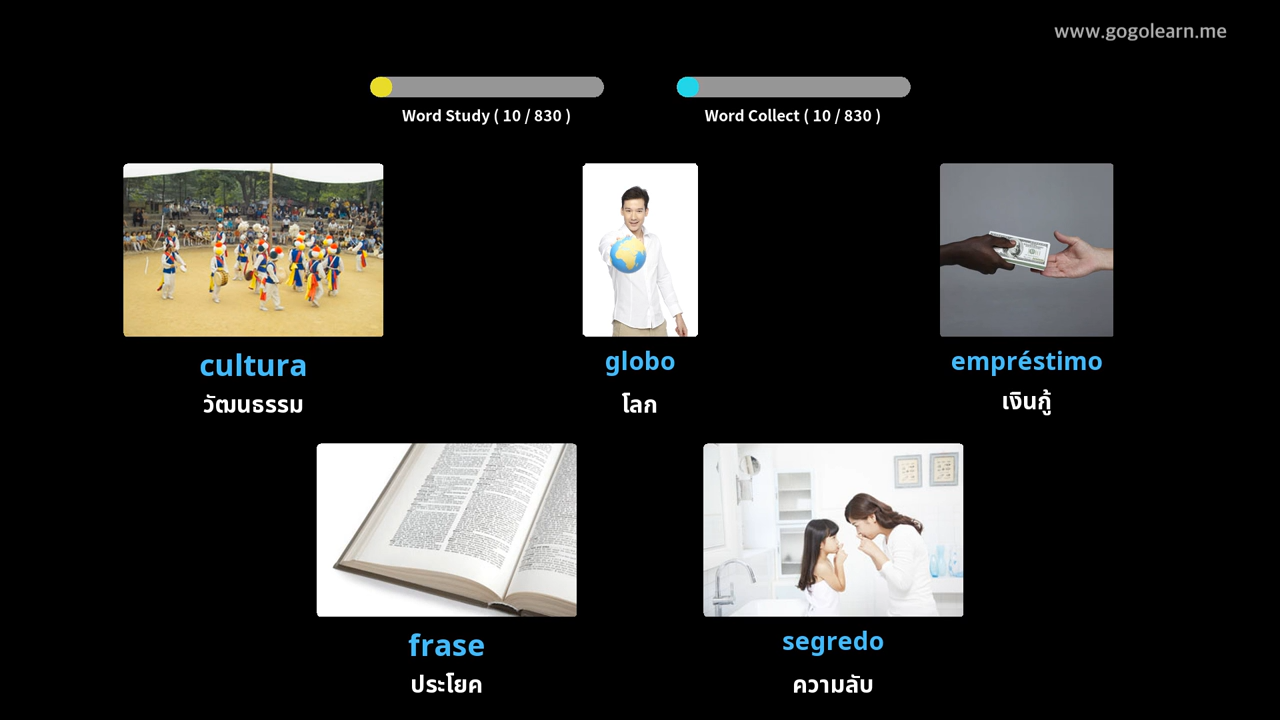 www.gogolearn.me
Word Study ( 10 / 830 )
Word Collect ( 10 / 830 )
cultura
วัฒนธรรม
globo
โลก
empréstimo
เงินกู้
frase
ประโยค
segredo
ความลับ